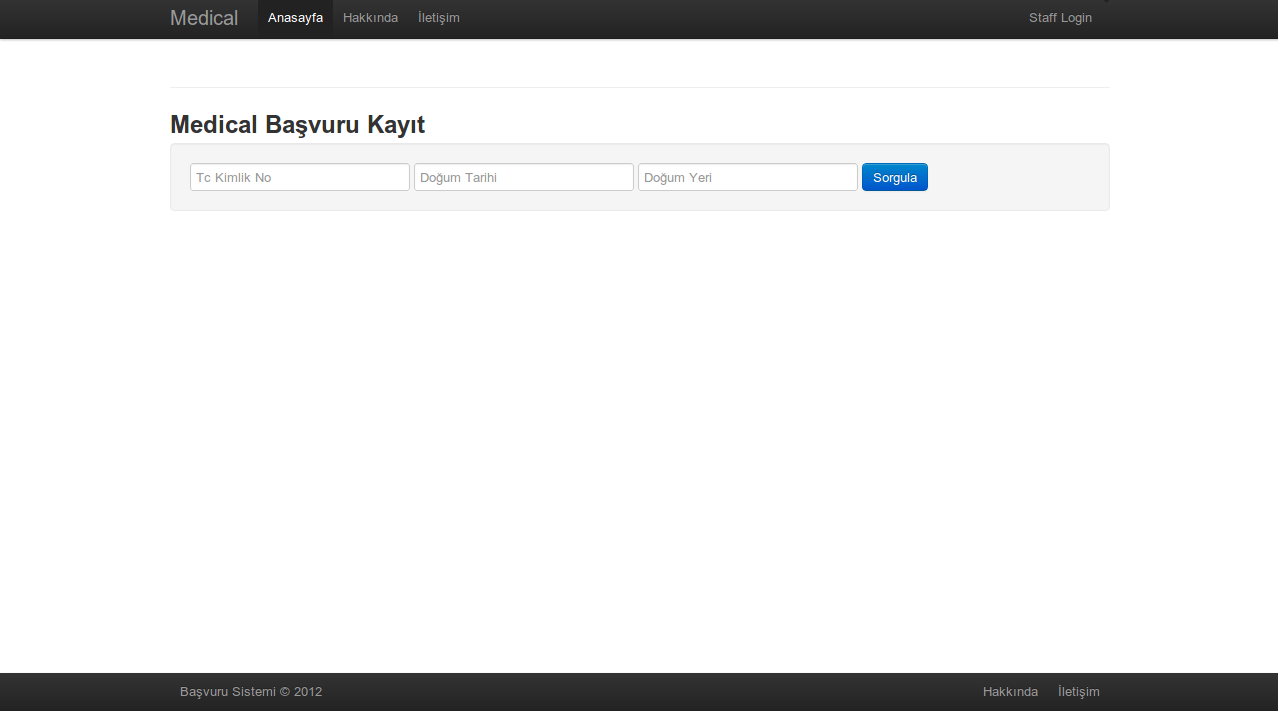 Medical Anasayfa Hakkında İletişim Staff Login
Medical Başvuru Kayıt
Tc Kimlik No Doğum Tarihi Doğum Yeri Sorgula
Başvuru Sistemi © 2012 Hakkında İletişim